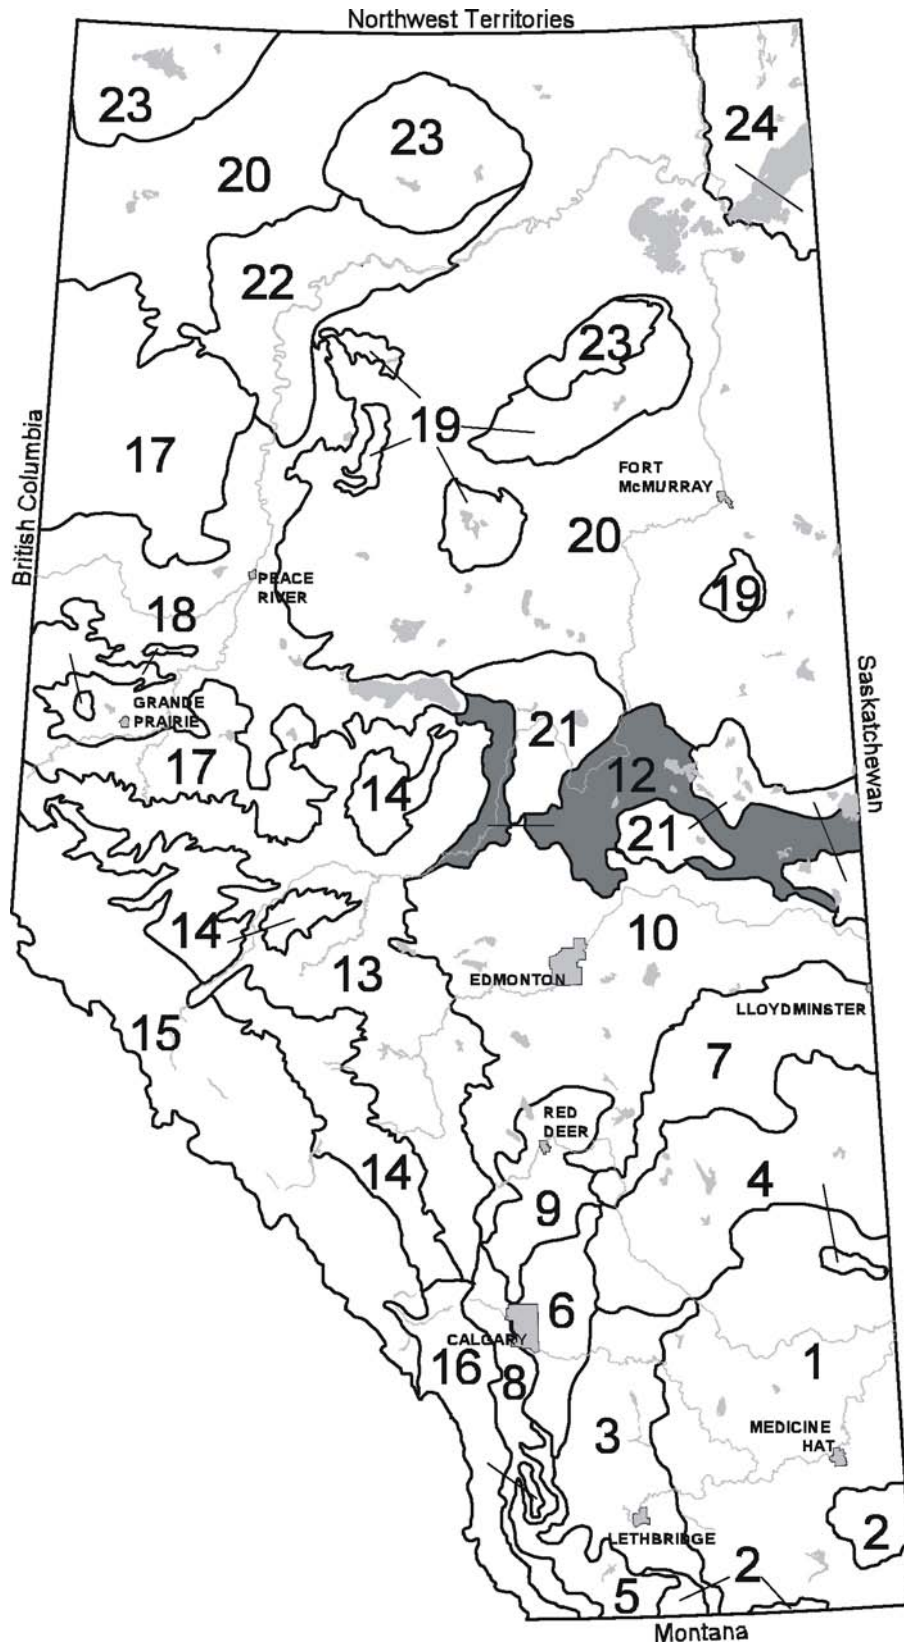 Northwest Territories
23
23
24
20
22
23
British Columbia
19
17
FORT
McMURRAY
20
PEACE
RIVER
19
18
Saskatchewan
GRANDE
PRAIRIE
21
17
14
12
21
14
10
13
EDMONTON
LLOYDMINSTER
15
7
RED
DEER
14
4
9
6
CALGARY
16
8
1
3
MEDICINE
HAT
LETHBRIDGE
2
2
5
Montana